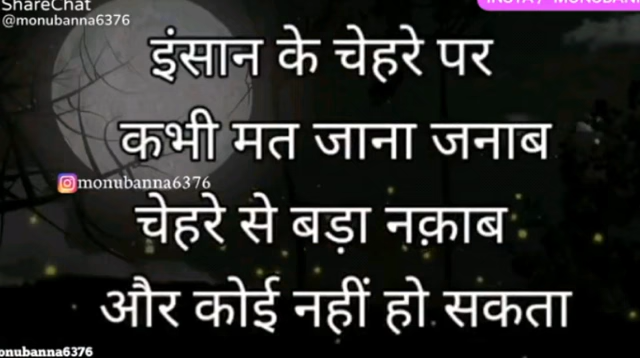 ShareChat
@monubanna6376
इंसान के चेहरे पर
कभी मत जाना जनाब
monubanna6376
चेहरे से बड़ा नक़ाब
और कोई नहीं हो सकता
onubanna6376